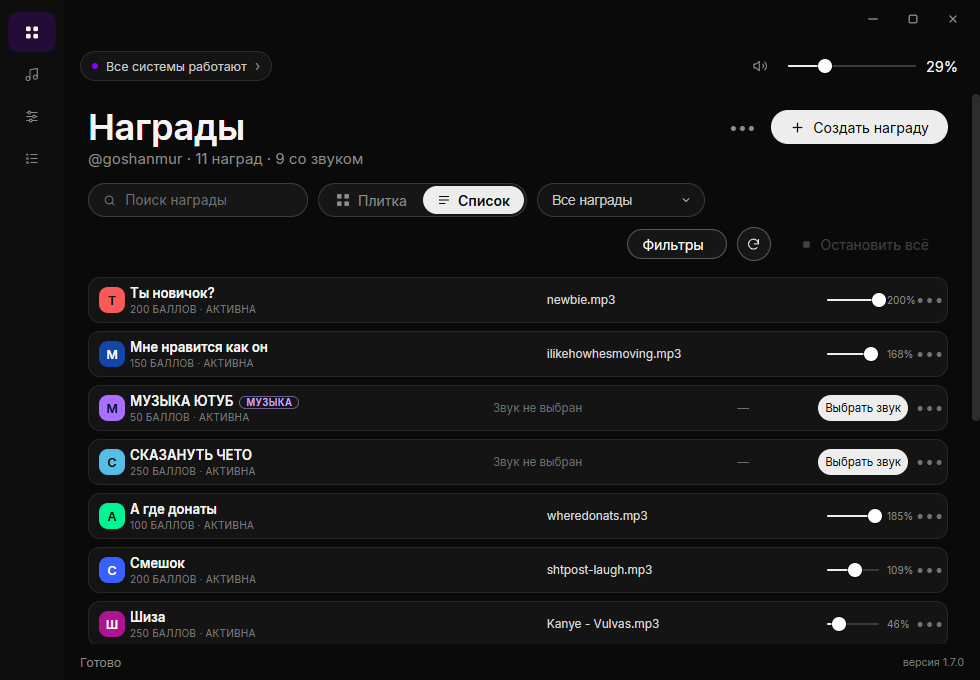 Все системы работают
29%
Награды
Создать награду
@goshanmur · 11 наград · 9 со звуком
Поиск награды
Плитка
Список
Все награды
Фильтры
Остановить всё
T Ты новичок? newbie.mp3 200%
200 БАЛЛОВ · АКТИВНА
М Мне нравится как он ilikehowhesmoving.mp3 168%
150 БАЛЛОВ · АКТИВНА
М МУЗЫКА ЮТУБ МУЗЫКА Звук не выбран — Выбрать звук
50 БАЛЛОВ · АКТИВНА
С СКАЗАНУТЬ ЧЕТО Звук не выбран — Выбрать звук
250 БАЛЛОВ · АКТИВНА
А А где донаты wheredonats.mp3 185%
100 БАЛЛОВ · АКТИВНА
С Смешок shtpost-laugh.mp3 109%
200 БАЛЛОВ · АКТИВНА
Ш Шиза Kanye - Vulvas.mp3 46%
250 БАЛЛОВ · АКТИВНА
Готово
версия 1.7.0